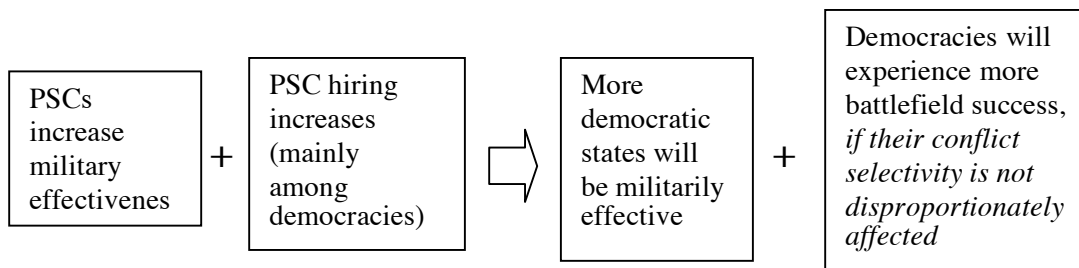 PSCs
increase
military
effectivenes
+
PSC hiring
increases
(mainly
among
democracies)
More
democratic
states will
be militarily
effective
+
Democracies will
experience more
battlefield success,
if their conflict
selectivity is not
disproportionately
affected